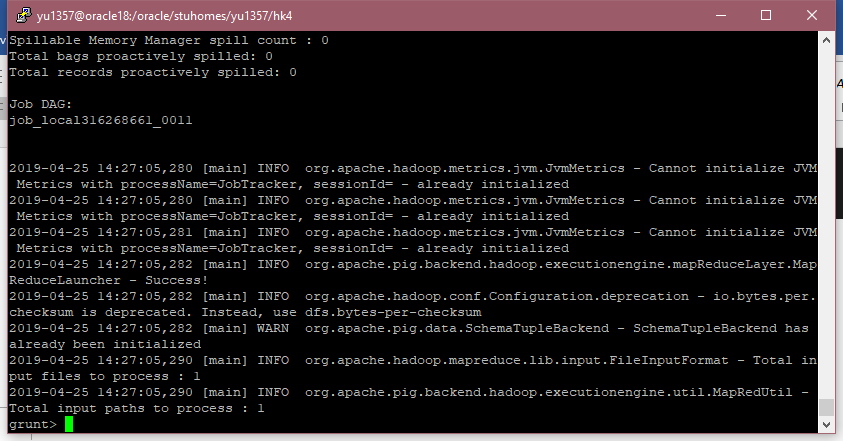 yu1357@oracle18:/oracle/stuhomes/yu1357/hk4
Spillable Memory Manager spill count : 0
Total bags proactively spilled: 0
Total records proactively spilled: 0
Job DAG:
job_local316268661_0011
2019-04-25 14:27:05,280 [main] INFO  org.apache.hadoop.metrics.jvm.JvmMetrics - Cannot initialize JVM
Metrics with processName=JobTracker, sessionId= - already initialized
2019-04-25 14:27:05,280 [main] INFO  org.apache.hadoop.metrics.jvm.JvmMetrics - Cannot initialize JVM
Metrics with processName=JobTracker, sessionId= - already initialized
2019-04-25 14:27:05,281 [main] INFO  org.apache.hadoop.metrics.jvm.JvmMetrics - Cannot initialize JVM
Metrics with processName=JobTracker, sessionId= - already initialized
2019-04-25 14:27:05,282 [main] INFO  org.apache.pig.backend.hadoop.executionengine.mapReduceLayer.Map
ReduceLauncher - Success!
2019-04-25 14:27:05,282 [main] INFO  org.apache.hadoop.conf.Configuration.deprecation - io.bytes.per.
checksum is deprecated. Instead, use dfs.bytes-per-checksum
2019-04-25 14:27:05,282 [main] WARN  org.apache.pig.data.SchemaTupleBackend - SchemaTupleBackend has
already been initialized
2019-04-25 14:27:05,290 [main] INFO  org.apache.hadoop.mapreduce.lib.input.FileInputFormat - Total in
put files to process : 1
2019-04-25 14:27:05,290 [main] INFO  org.apache.pig.backend.hadoop.executionengine.util.MapRedUtil -
Total input paths to process : 1
grunt>